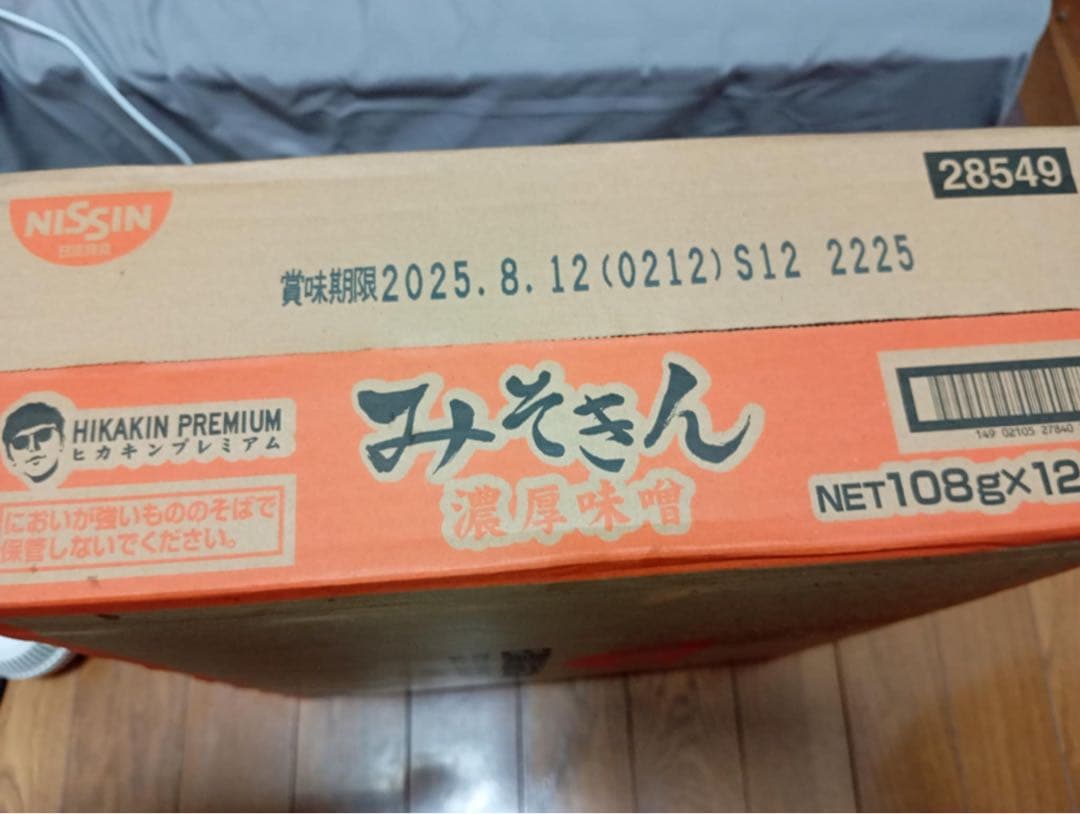 28549
NISSIN
賞味期限2025.8.12(0212)S12 2225
HIKAKIN PREMIUM
ヒカキンプレミアム
みそきん
濃厚味噌
149 02105 27840
NET108g×12
においが強いもののそばで
保管しないでください。